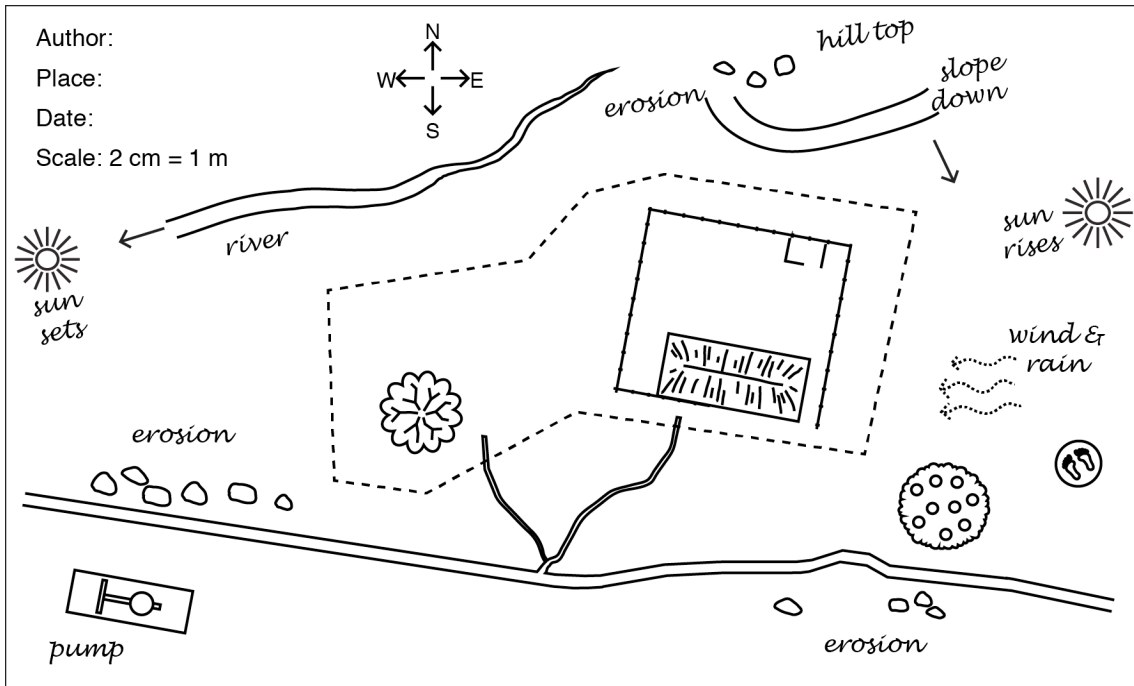 Author:
Place:
Date:
Scale: 2 cm = 1 m
N
W E
S
hill top
slope
down
erosion
river
sun
rises
sun
sets
wind &
rain
erosion
pump
erosion